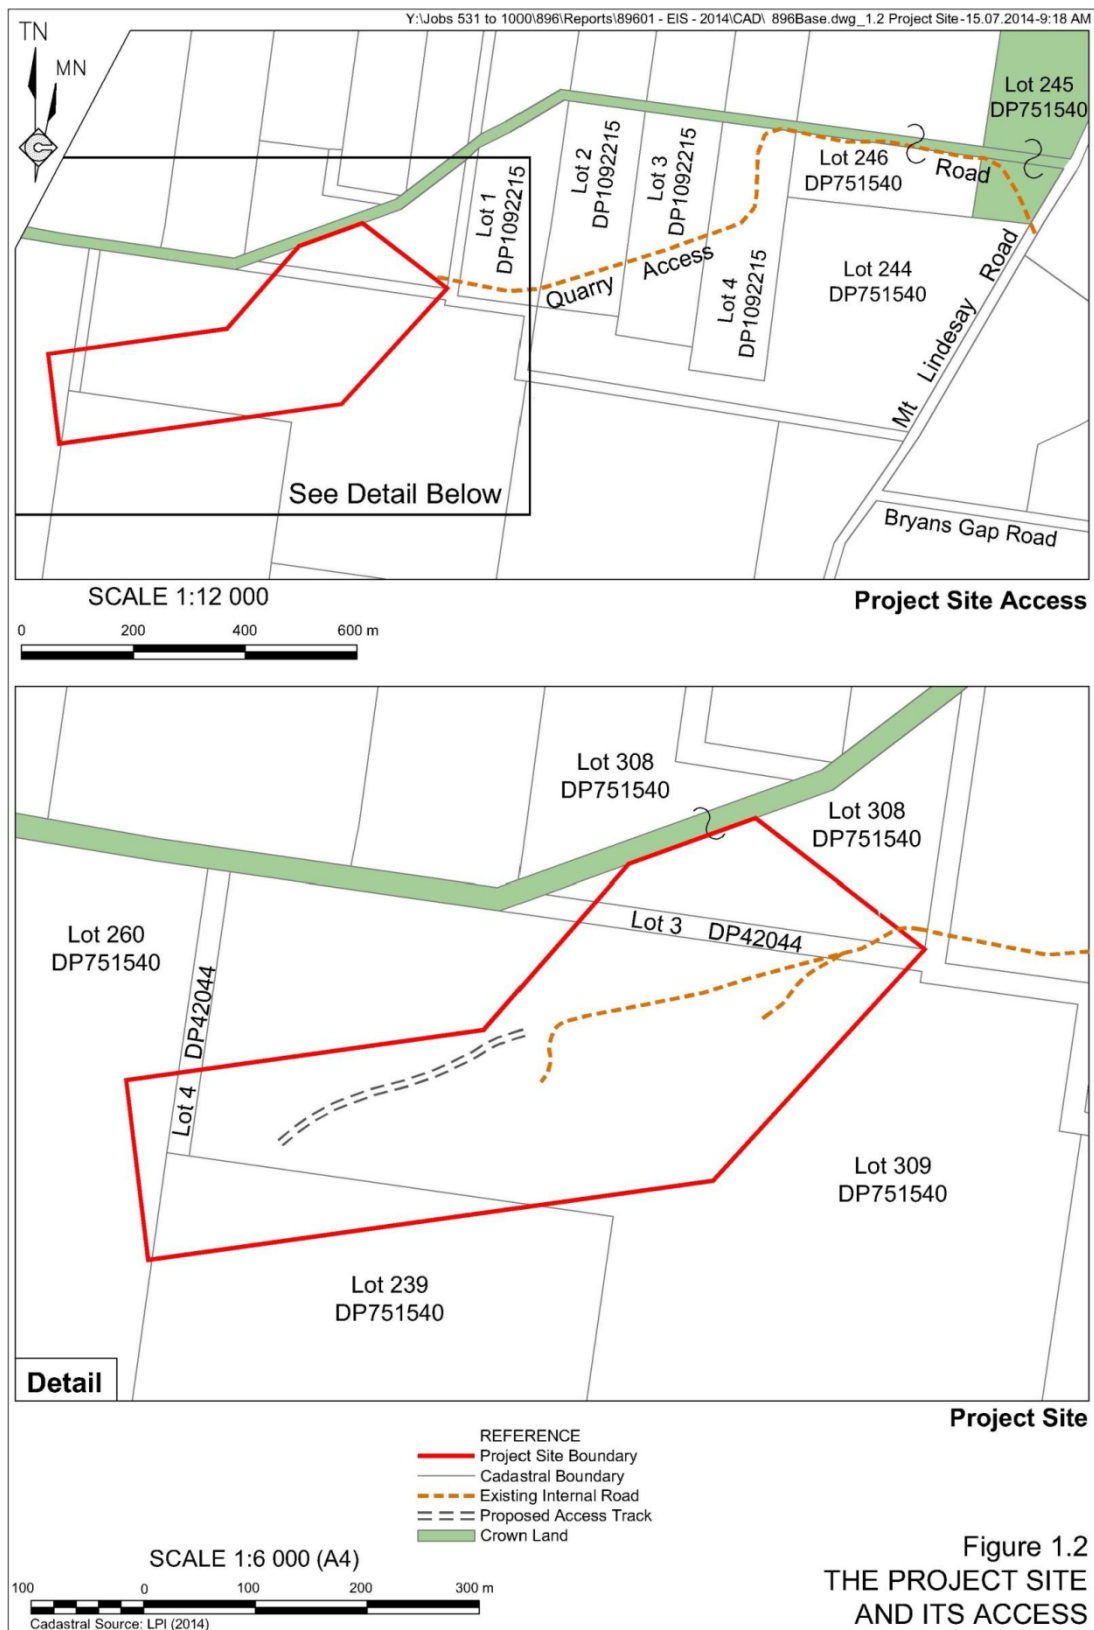 Y:\Jobs 531 to 1000\896\Reports\89601 - EIS - 2014\CAD\ 896Base.dwg_1.2 Project Site-15.07.2014-9:18 AM
TN
MN
Lot 245
DP751540
Lot 1
DP1092215
Lot 2
DP1092215
Lot 3
DP1092215
Lot 4
DP1092215
Lot 246
DP751540
Quarry Access Road
Lot 244
DP751540
Mt Lindesay Road
Bryans Gap Road
See Detail Below
SCALE 1:12 000
0 200 400 600 m
Project Site Access
Lot 308
DP751540
Lot 308
DP751540
Lot 260
DP751540
Lot 3 DP42044
Lot 4 DP42044
Lot 309
DP751540
Lot 239
DP751540
Detail
Project Site
REFERENCE
Project Site Boundary
Cadastral Boundary
Existing Internal Road
Proposed Access Track
Crown Land
SCALE 1:6 000 (A4)
100 0 100 200 300 m
Cadastral Source: LPI (2014)
Figure 1.2
THE PROJECT SITE
AND ITS ACCESS